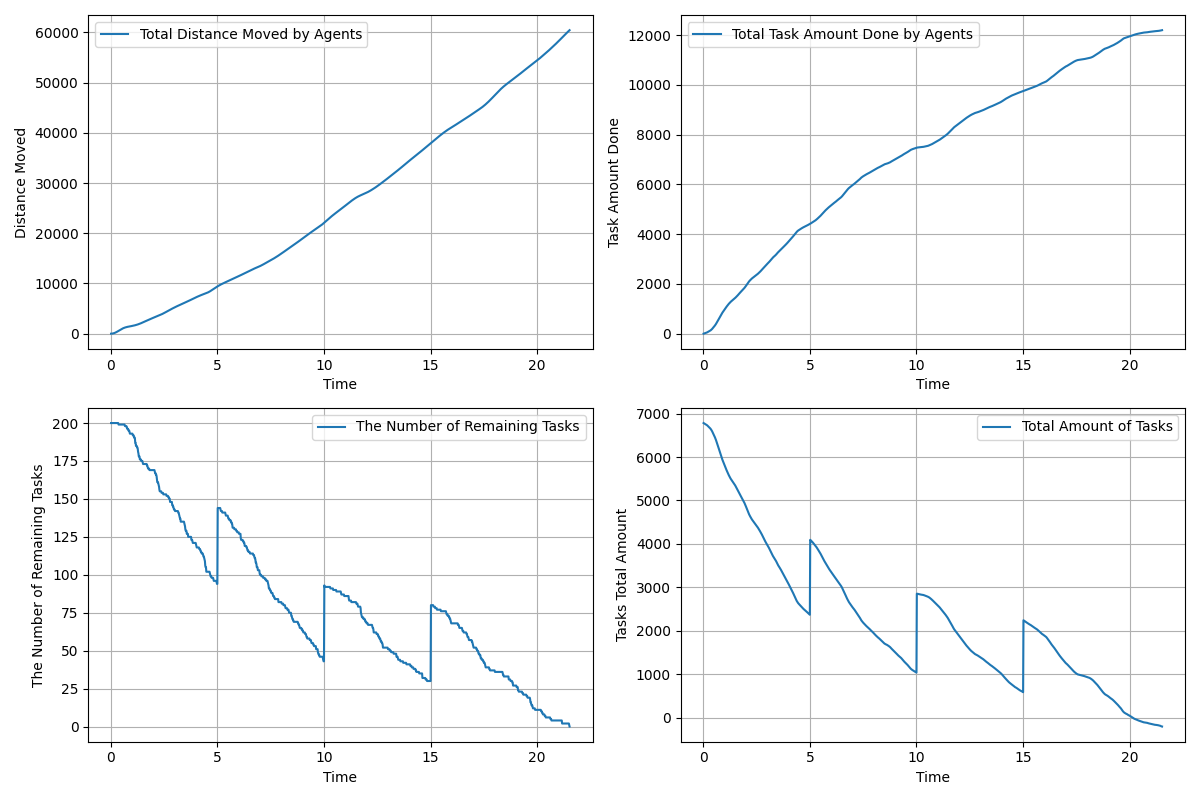 Total Distance Moved by Agents
Distance Moved
60000
50000
40000
30000
20000
10000
0
0 5 10 15 20
Time
Total Task Amount Done by Agents
Task Amount Done
12000
10000
8000
6000
4000
2000
0
0 5 10 15 20
Time
The Number of Remaining Tasks
The Number of Remaining Tasks
200
175
150
125
100
75
50
25
0
0 5 10 15 20
Time
Total Amount of Tasks
Tasks Total Amount
7000
6000
5000
4000
3000
2000
1000
0
0 5 10 15 20
Time